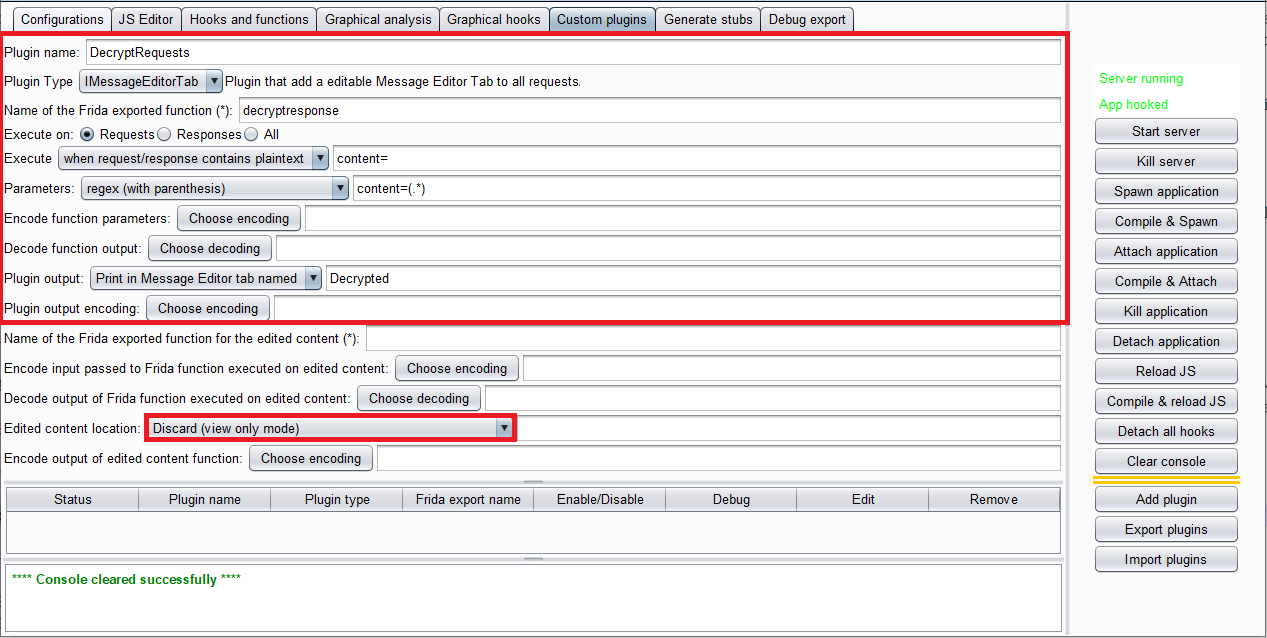 Configurations JS Editor Hooks and functions Graphical analysis Graphical hooks Custom plugins Generate stubs Debug export
Plugin name: DecryptRequests
Plugin Type IMessageEditorTab Plugin that add a editable Message Editor Tab to all requests.
Name of the Frida exported function (*): decryptresponse
Execute on: Requests Responses All
Execute when request/response contains plaintext content=
Parameters: regex (with parenthesis) content=(.*)
Encode function parameters: Choose encoding
Decode function output: Choose decoding
Plugin output: Print in Message Editor tab named Decrypted
Plugin output encoding: Choose encoding
Name of the Frida exported function for the edited content (*):
Encode input passed to Frida function executed on edited content: Choose encoding
Decode output of Frida function executed on edited content: Choose decoding
Edited content location: Discard (view only mode)
Encode output of edited content function: Choose encoding
Status Plugin name Plugin type Frida export name Enable/Disable Debug Edit Remove
**** Console cleared successfully ****
Server running
App hooked
Start server
Kill server
Spawn application
Compile & Spawn
Attach application
Compile & Attach
Kill application
Detach application
Reload JS
Compile & reload JS
Detach all hooks
Clear console
Add plugin
Export plugins
Import plugins